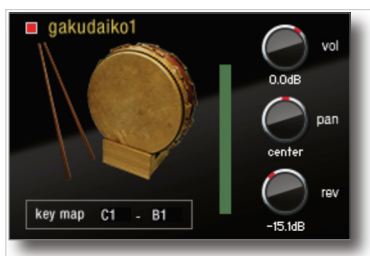 gakudaiko1
vol
0.0dB
pan
center
rev
-15.1dB
key map C1 - B1